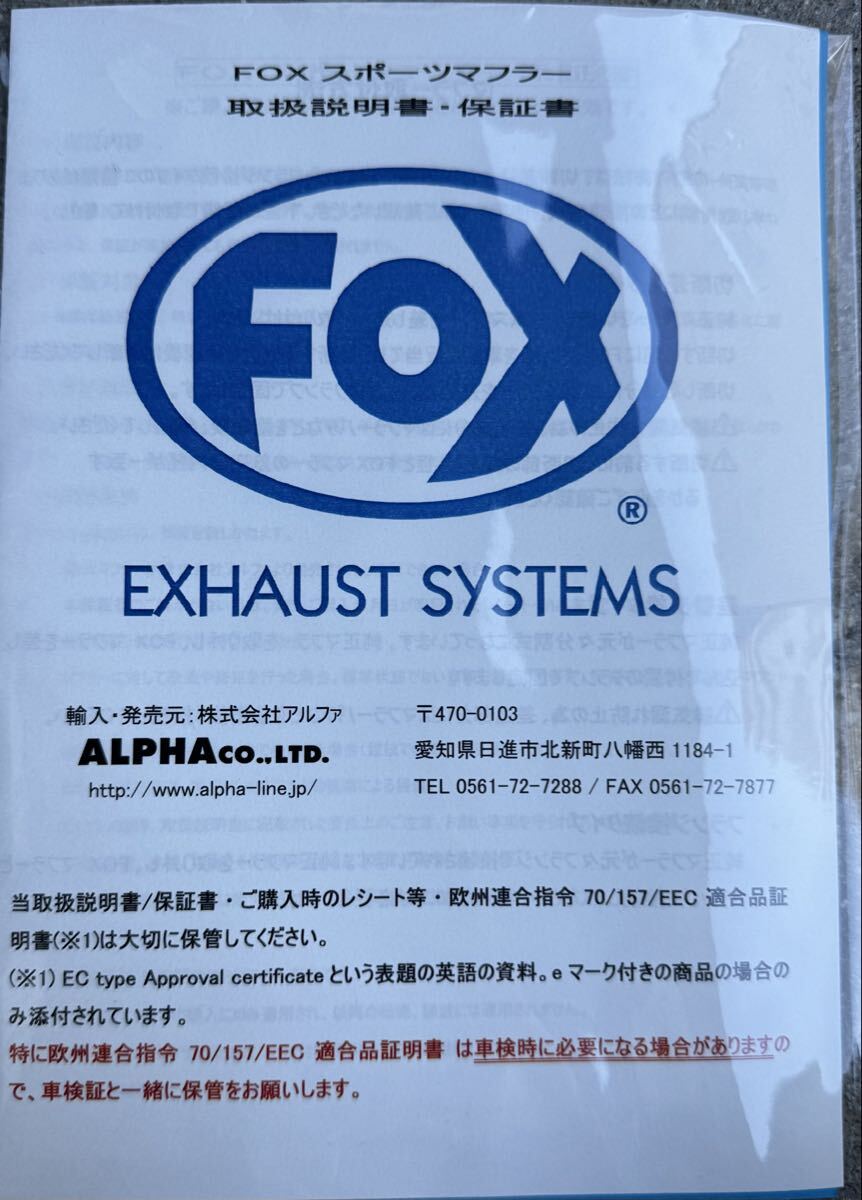 FOX スポーツマフラー
取扱説明書・保証書
FOX
®
EXHAUST SYSTEMS
輸入・発売元：株式会社アルファ
ALPHA CO.,LTD.
http://www.alpha-line.jp/
〒470-0103
愛知県日進市北新町八幡西 1184-1
TEL 0561-72-7288 / FAX 0561-72-7877
当取扱説明書/保証書・ご購入時のレシート等・欧州連合指令 70/157/EEC 適合品証
明書(※1)は大切に保管してください。
(※1) EC type Approval certificateという表題の英語の資料。eマーク付きの商品の場合の
み添付されています。
特に欧州連合指令 70/157/EEC 適合品証明書 は車検時に必要になる場合がありますの
で、車検証と一緒に保管をお願いします。